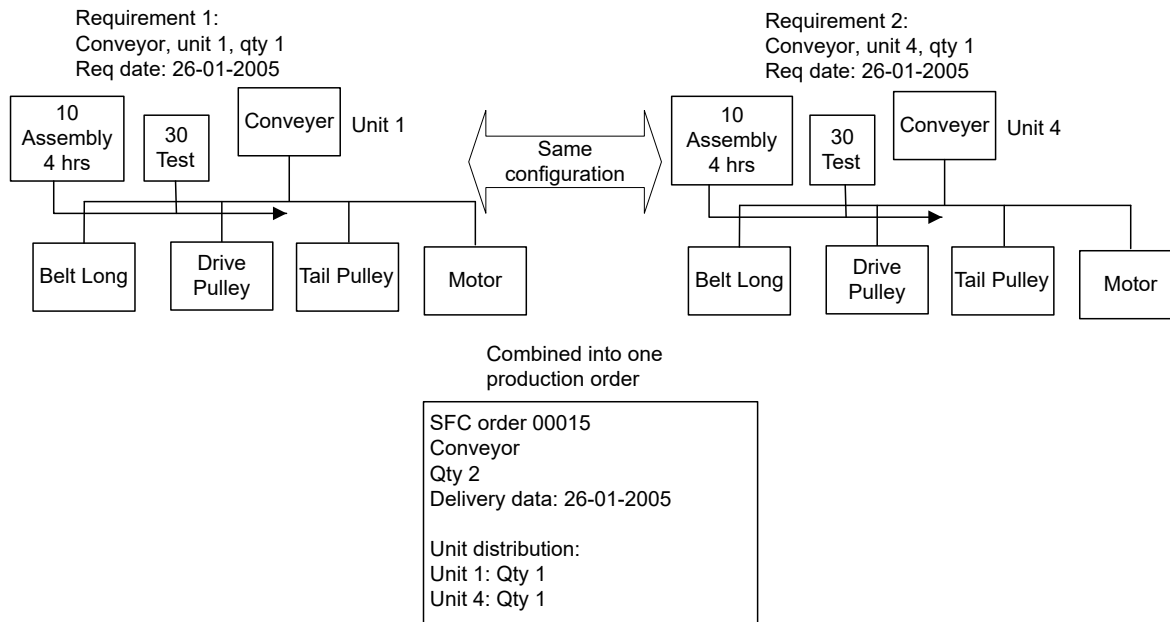 Requirement 1:
Conveyor, unit 1, qty 1
Req date: 26-01-2005
10
Assembly
4 hrs
30
Test
Conveyer
Unit 1
Belt Long
Drive
Pulley
Tail Pulley
Motor
Same
configuration
Requirement 2:
Conveyor, unit 4, qty 1
Req date: 26-01-2005
10
Assembly
4 hrs
30
Test
Conveyer
Unit 4
Belt Long
Drive
Pulley
Tail Pulley
Motor
Combined into one
production order
SFC order 00015
Conveyor
Qty 2
Delivery data: 26-01-2005
Unit distribution:
Unit 1: Qty 1
Unit 4: Qty 1